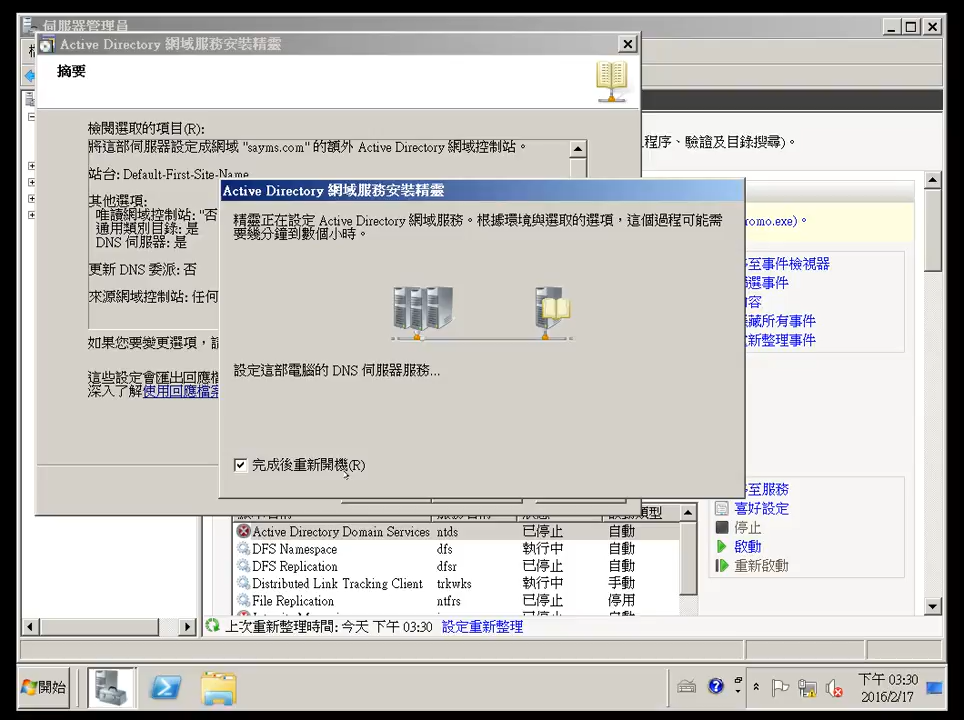 伺服器管理員
Active Directory 網域服務安裝精靈
摘要
檢閱選取的項目(R):
將這部伺服器設定成網域 "sayms.com" 的額外 Active Directory 網域控制站。
站台: Default-First-Site-Name
其他選項:
唯讀網域控制站: "否
通用類別目錄: 是
DNS 伺服器: 是
更新 DNS 委派: 否
來源網域控制站: 任何
如果您要變更選項，
這些設定會匯出回應檔
深入了解使用回應檔案
程序、驗證及目錄搜尋)。
romo.exe)。
Active Directory 網域服務安裝精靈
精靈正在設定 Active Directory 網域服務。根據環境與選取的選項，這個過程可能需
要幾分鐘到數個小時。
設定這部電腦的 DNS 伺服器服務...
完成後重新開機(R)
至事件檢視器
選事件
內容
藏所有事件
新整理事件
至服務
喜好設定
停止
啟動
重新啟動
Active Directory Domain Services ntds 已停止 自動
DFS Namespace dfs 執行中 自動
DFS Replication dfsr 已停止 自動
Distributed Link Tracking Client trkwks 執行中 手動
File Replication ntfrs 已停止 停用
上次重新整理時間: 今天 下午 03:30 設定重新整理
開始
下午 03:30
2016/2/17